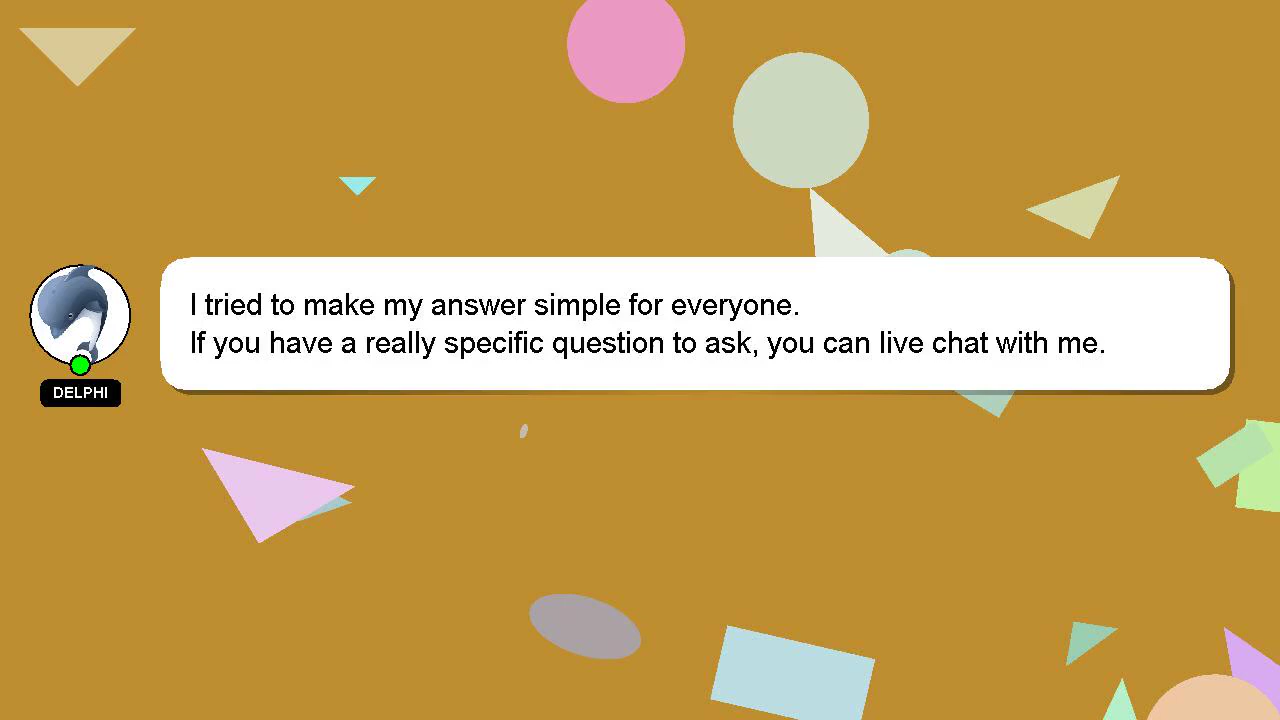 I tried to make my answer simple for everyone.
If you have a really specific question to ask, you can live chat with me.
DELPHI